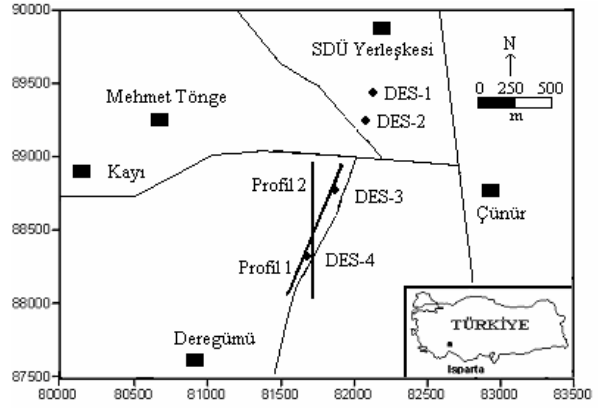 90000
SDÜ Yerleşkesi
N
89500
DES-1
0 250 500
m
Mehmet Tönge
DES-2
89000
Kayı
Profil 2
DES-3
Çünür
88500
Profil 1
DES-4
88000
TÜRKİYE
Deregümü
Isparta
87500
80000 80500 81000 81500 82000 82500 83000 83500